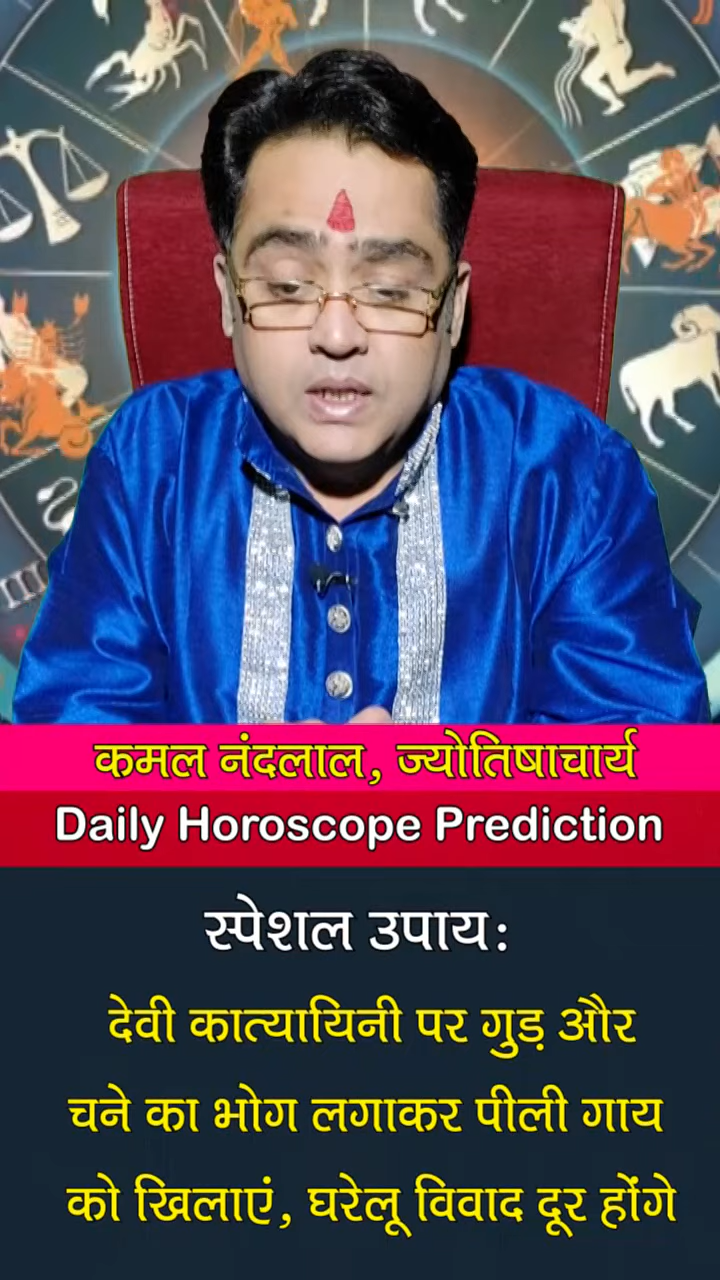 कमल नंदलाल, ज्योतिषाचार्य
Daily Horoscope Prediction
स्पेशल उपाय:
देवी कात्यायिनी पर गुड़ और
चने का भोग लगाकर पीली गाय
को खिलाएं, घरेलू विवाद दूर होंगे